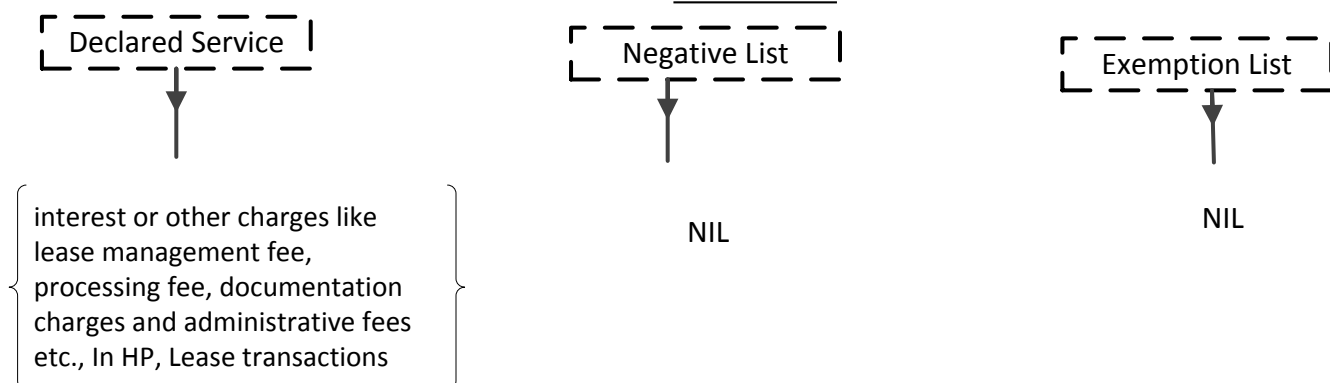 Declared Service
Negative List
Exemption List
interest or other charges like
lease management fee,
processing fee, documentation
charges and administrative fees
etc., In HP, Lease transactions
NIL
NIL